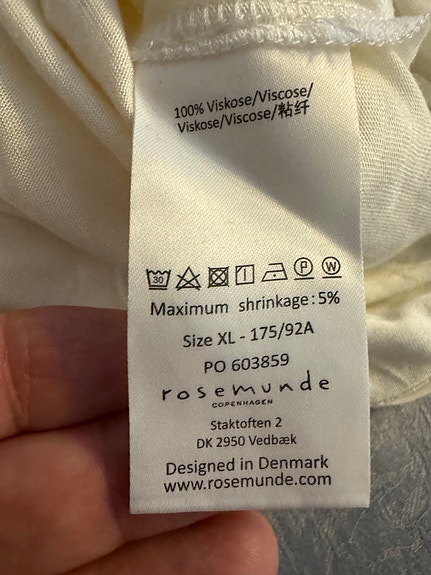 100% Viskose/Viscose/
Viskose/Viscose/粘纤
30 P W
Maximum shrinkage:5%
Size XL - 175/92A
PO 603859
rosemunde
COPENHAGEN
Staktoften 2
DK 2950 Vedbæk
Designed in Denmark
www.rosemunde.com